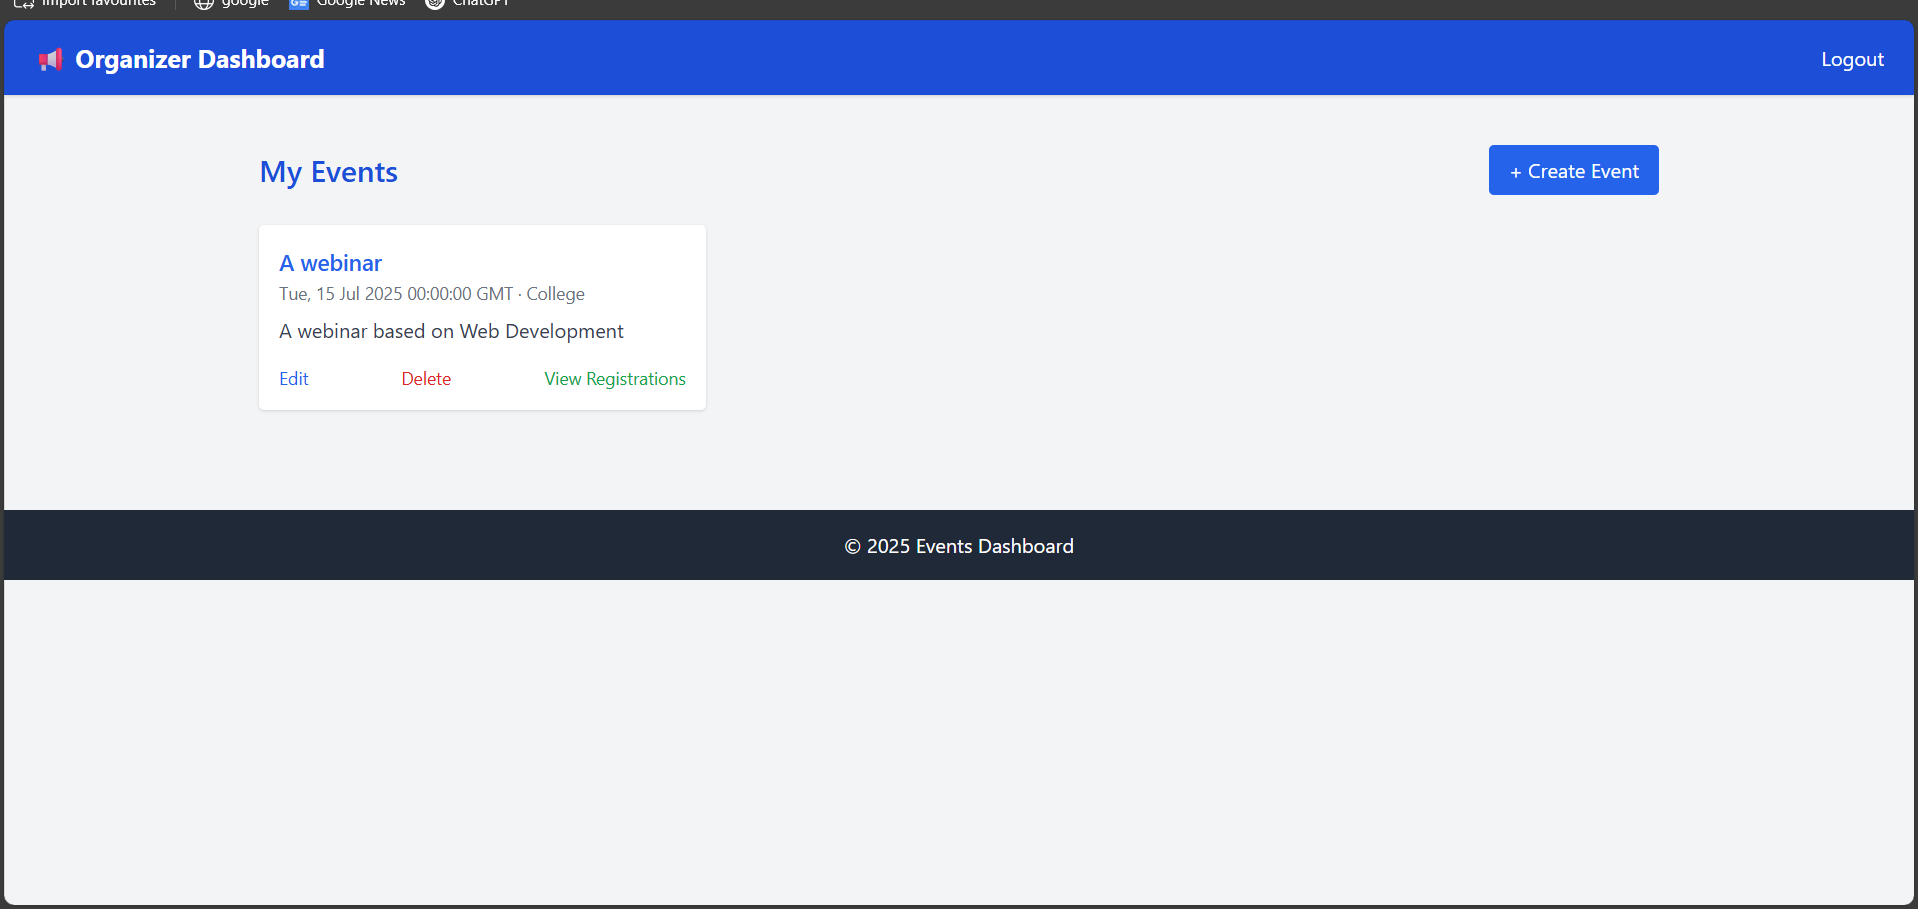 Import favourites google Google News ChatGPT
Organizer Dashboard Logout
My Events + Create Event
A webinar
Tue, 15 Jul 2025 00:00:00 GMT · College
A webinar based on Web Development
Edit Delete View Registrations
© 2025 Events Dashboard